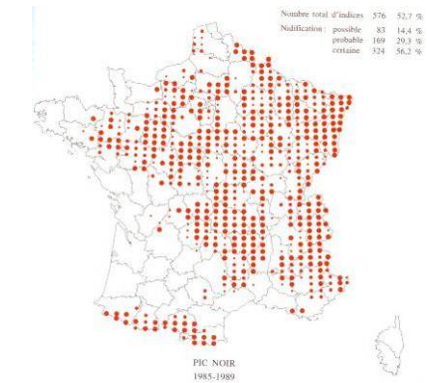 Nombre total d'indices 576 52,7 %
Nidification : possible 83 14,4 %
probable 169 29,3 %
certaine 324 56,2 %
PIC NOIR
1985-1989